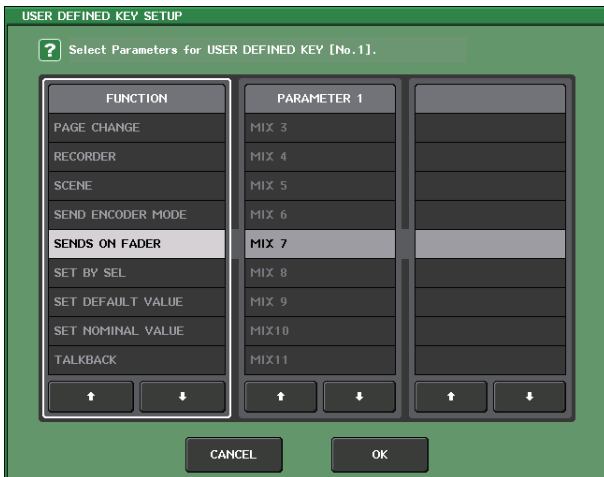 USER DEFINED KEY SETUP
? Select Parameters for USER DEFINED KEY [No.1].
FUNCTION
PAGE CHANGE
RECORDER
SCENE
SEND ENCODER MODE
SENDS ON FADER
SET BY SEL
SET DEFAULT VALUE
SET NOMINAL VALUE
TALKBACK
PARAMETER 1
MIX 3
MIX 4
MIX 5
MIX 6
MIX 7
MIX 8
MIX 9
MIX10
MIX11
CANCEL
OK